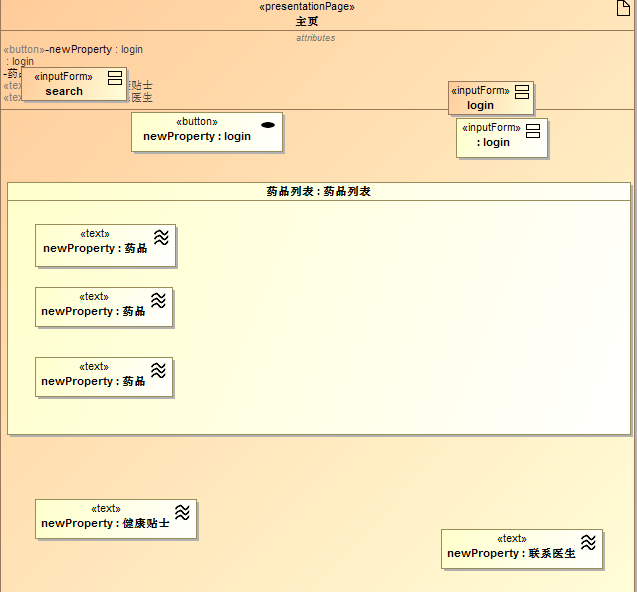 «presentationPage»
主页
attributes
«button»-newProperty : login
: login
-药
«inputForm»
search
«te
贴士
«te
医生
«inputForm»
login
«button»
newProperty : login
«inputForm»
: login
药品列表 : 药品列表
«text»
newProperty : 药品
«text»
newProperty : 药品
«text»
newProperty : 药品
«text»
newProperty : 健康贴士
«text»
newProperty : 联系医生